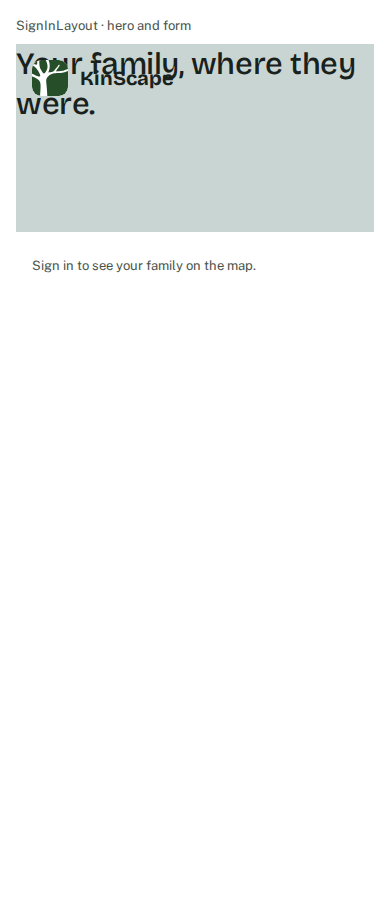 SignInLayout · hero and form
Your family, where they
KinScape
were.
Sign in to see your family on the map.